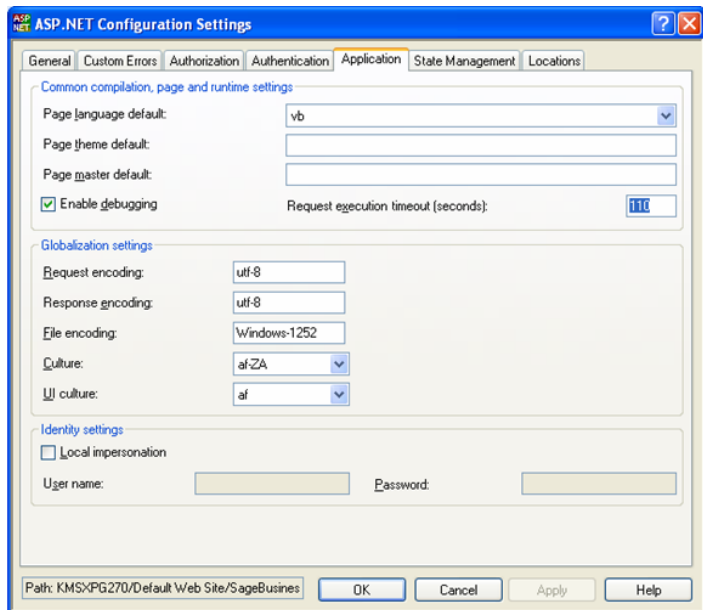 ASP.NET ASP.NET Configuration Settings
General Custom Errors Authorization Authentication Application State Management Locations
Common compilation, page and runtime settings
Page language default: vb
Page theme default:
Page master default:
Enable debugging Request execution timeout (seconds): 110
Globalization settings
Request encoding: utf-8
Response encoding: utf-8
File encoding: Windows-1252
Culture: af-ZA
UI culture: af
Identity settings
Local impersonation
User name: Password:
Path: KMSXPG270/Default Web Site/SageBusines OK Cancel Apply Help